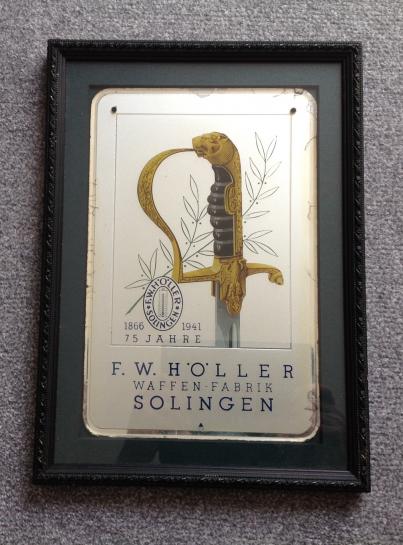 F.W.HÖLLER
SOLINGEN
1866 1941
75 JAHRE
F. W. HÖLLER
WAFFEN-FABRIK
SOLINGEN